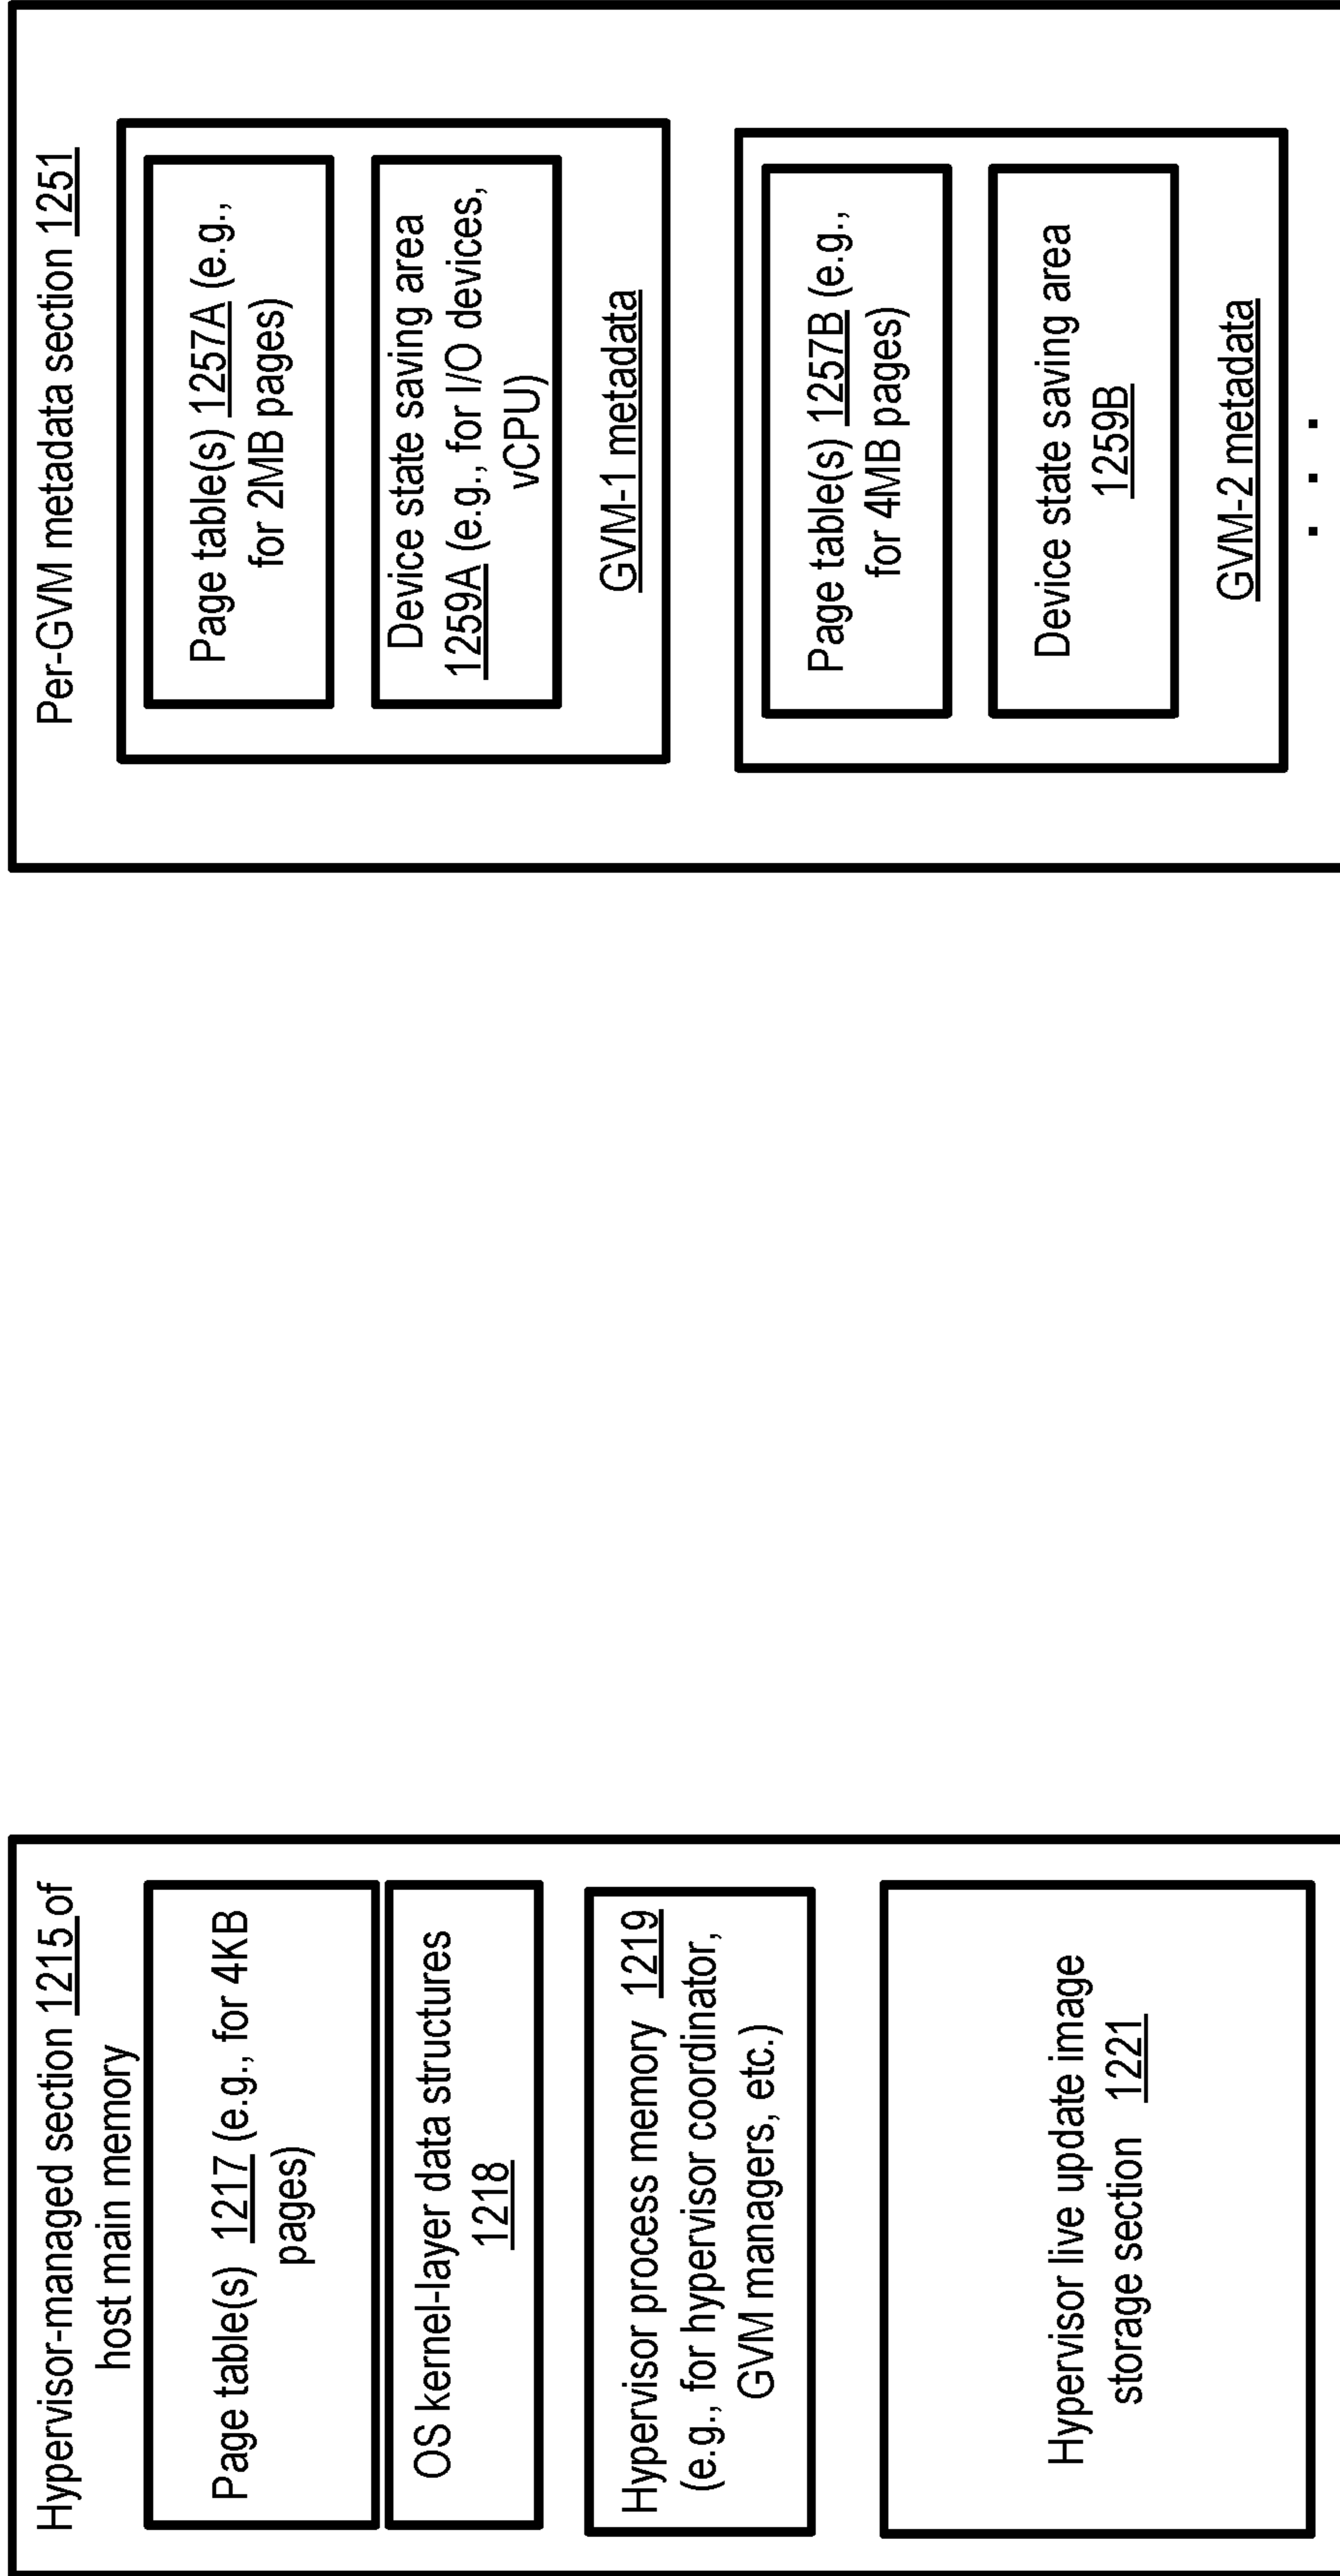 Hypervisor-managed section 1215 of
host main memory
Page table(s) 1217 (e.g., for 4KB
pages)
OS kernel-layer data structures
1218
Hypervisor process memory 1219
(e.g., for hypervisor coordinator,
GVM managers, etc.)
Hypervisor live update image
storage section 1221
Per-GVM metadata section 1251
Page table(s) 1257A (e.g.,
for 2MB pages)
Device state saving area
1259A (e.g., for I/O devices,
vCPU)
GVM-1 metadata
Page table(s) 1257B (e.g.,
for 4MB pages)
Device state saving area
1259B
GVM-2 metadata
. . .